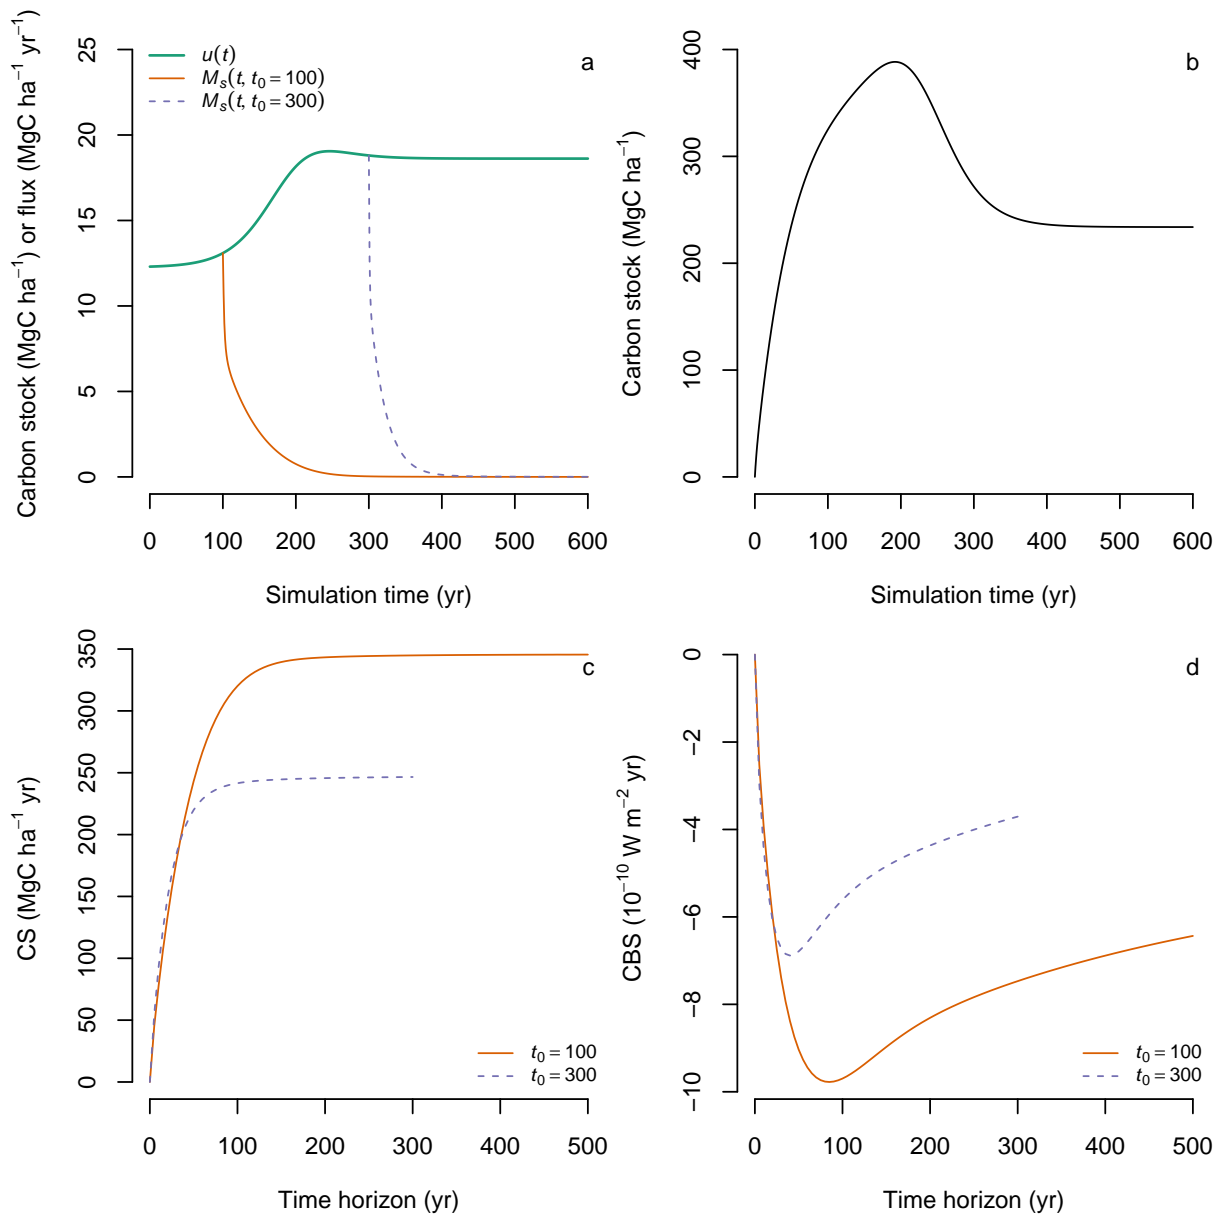 Carbon stock (MgC ha⁻¹) or flux (MgC ha⁻¹ yr⁻¹)
25
20
15
10
5
0
u(t)
Mₛ(t, t₀ = 100)
Mₛ(t, t₀ = 300)
a
0 100 200 300 400 500 600
Simulation time (yr)
Carbon stock (MgC ha⁻¹)
400
300
200
100
0
b
0 100 200 300 400 500 600
Simulation time (yr)
CS (MgC ha⁻¹ yr)
350
300
250
200
150
100
50
0
c
t₀ = 100
t₀ = 300
0 100 200 300 400 500
Time horizon (yr)
CBS (10⁻¹⁰ W m⁻² yr)
0
−2
−4
−6
−8
−10
d
t₀ = 100
t₀ = 300
0 100 200 300 400 500
Time horizon (yr)